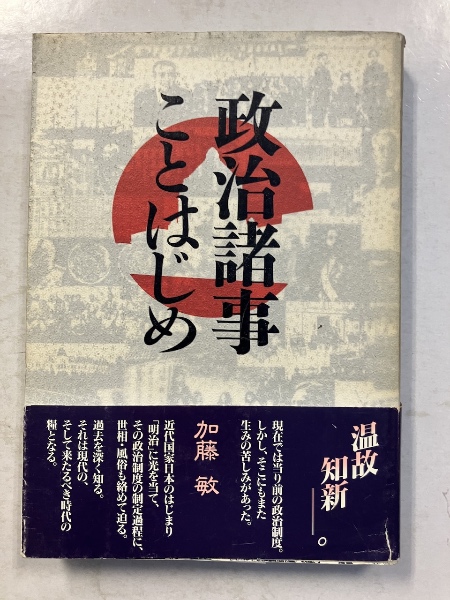 政治諸事
ことはじめ
温故
知新
──。
現在では当り前の政治制度。
しかし、そこにもまた
生みの苦しみがあった。
加藤 敏
近代国家日本のはじまり
「明治」に光を当て、
その政治制度の制定過程に、
世相・風俗も絡めて迫る。
過去を深く知る。
それは現代の、
そして来たるべき時代の
糧となる。